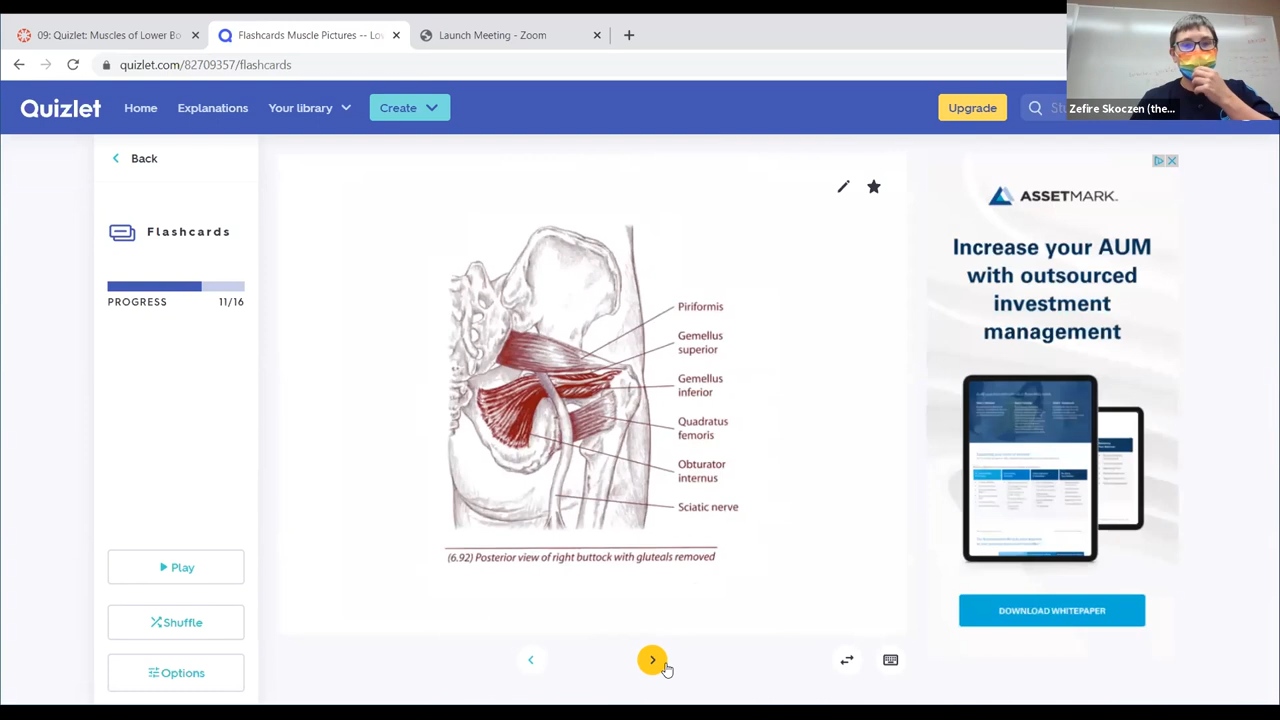 09: Quizlet: Muscles of Lower Bo
Flashcards Muscle Pictures -- Los
Launch Meeting - Zoom
quizlet.com/82709357/flashcards
Quizlet
Home
Explanations
Your library
Create
Upgrade
Zefire Skoczen (the...
Back
Flashcards
PROGRESS
11/16
Play
Shuffle
Options
Piriformis
Gemellus
superior
Gemellus
inferior
Quadratus
femoris
Obturator
internus
Sciatic nerve
(6.92) Posterior view of right buttock with gluteals removed
ASSETMARK.
Increase your AUM
with outsourced
investment
management
DOWNLOAD WHITEPAPER